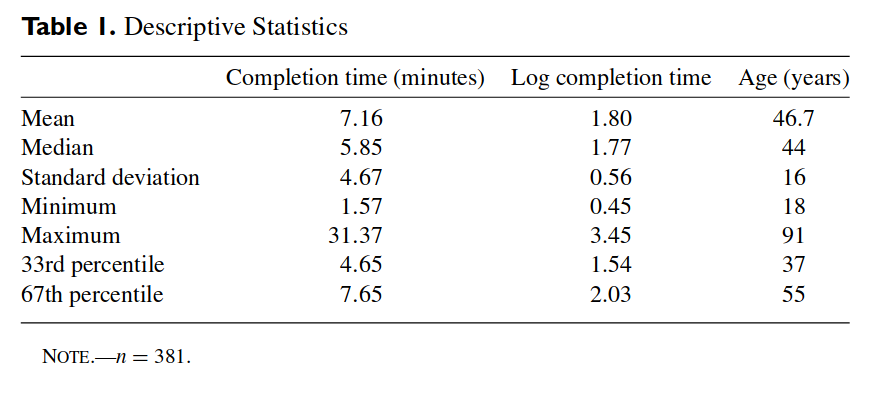 Table 1. Descriptive Statistics
Completion time (minutes) Log completion time Age (years)
Mean 7.16 1.80 46.7
Median 5.85 1.77 44
Standard deviation 4.67 0.56 16
Minimum 1.57 0.45 18
Maximum 31.37 3.45 91
33rd percentile 4.65 1.54 37
67th percentile 7.65 2.03 55
NOTE.—n = 381.